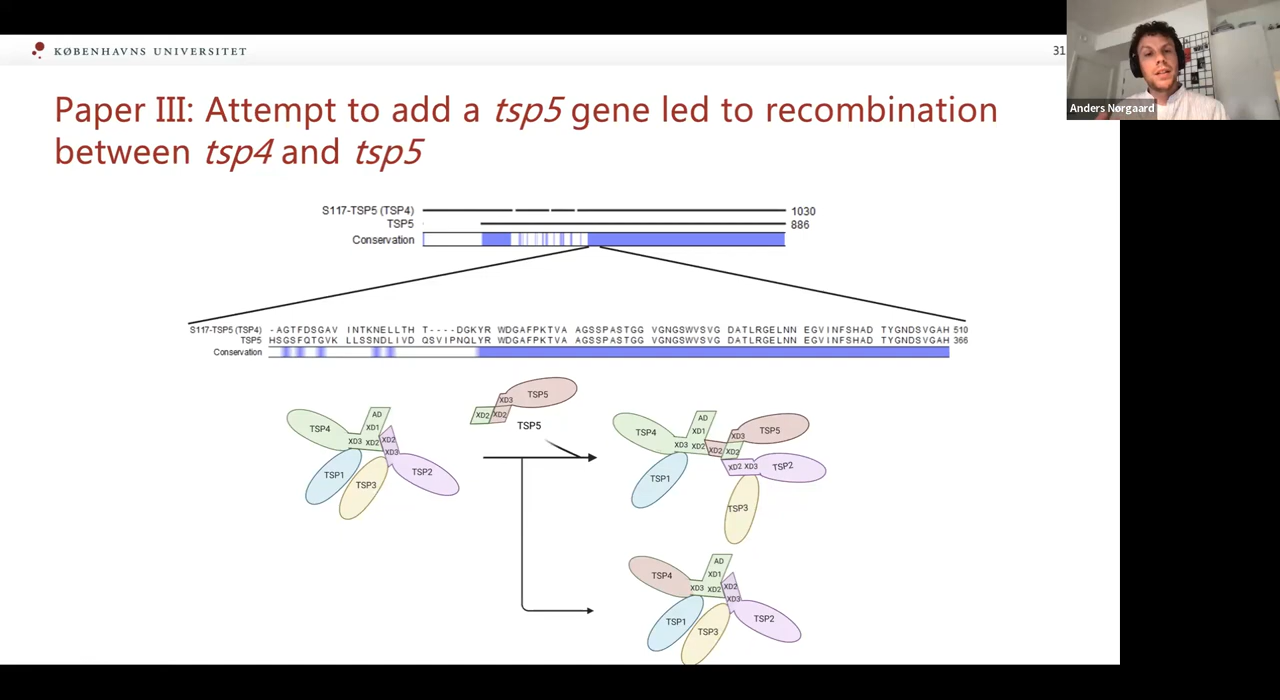 KØBENHAVNS UNIVERSITET
31
Anders Nørgaard
Paper III: Attempt to add a tsp5 gene led to recombination
between tsp4 and tsp5
S117-TSP5 (TSP4) 1030
TSP5 886
Conservation
S117-TSP5 (TSP4) -AGTFDSGAV INTKNELLTH T----DGKYR WDGAFPKTVA AGSSPASTGG VGNGSWVSVG DATLRGELNN EGVINFSHAD TYGNDSVGAH 510
TSP5 HSGSFQTGVK LLSSNDLIVD QSVIPNQLYR WDGAFPKTVA AGSSPASTGG VGNGSWVSVG DATLRGELNN EGVINFSHAD TYGNDSVGAH 366
Conservation
TSP4
AD
XD1
XD3
XD2
XD2
XD3
TSP1
TSP3
TSP2
XD3
TSP5
XD2
XD2
TSP5
TSP4
AD
XD1
XD3
XD2
XD2
XD2
XD3
TSP5
XD2
XD3
TSP2
TSP1
TSP3
TSP4
AD
XD1
XD3
XD2
XD2
XD3
TSP1
TSP3
TSP2